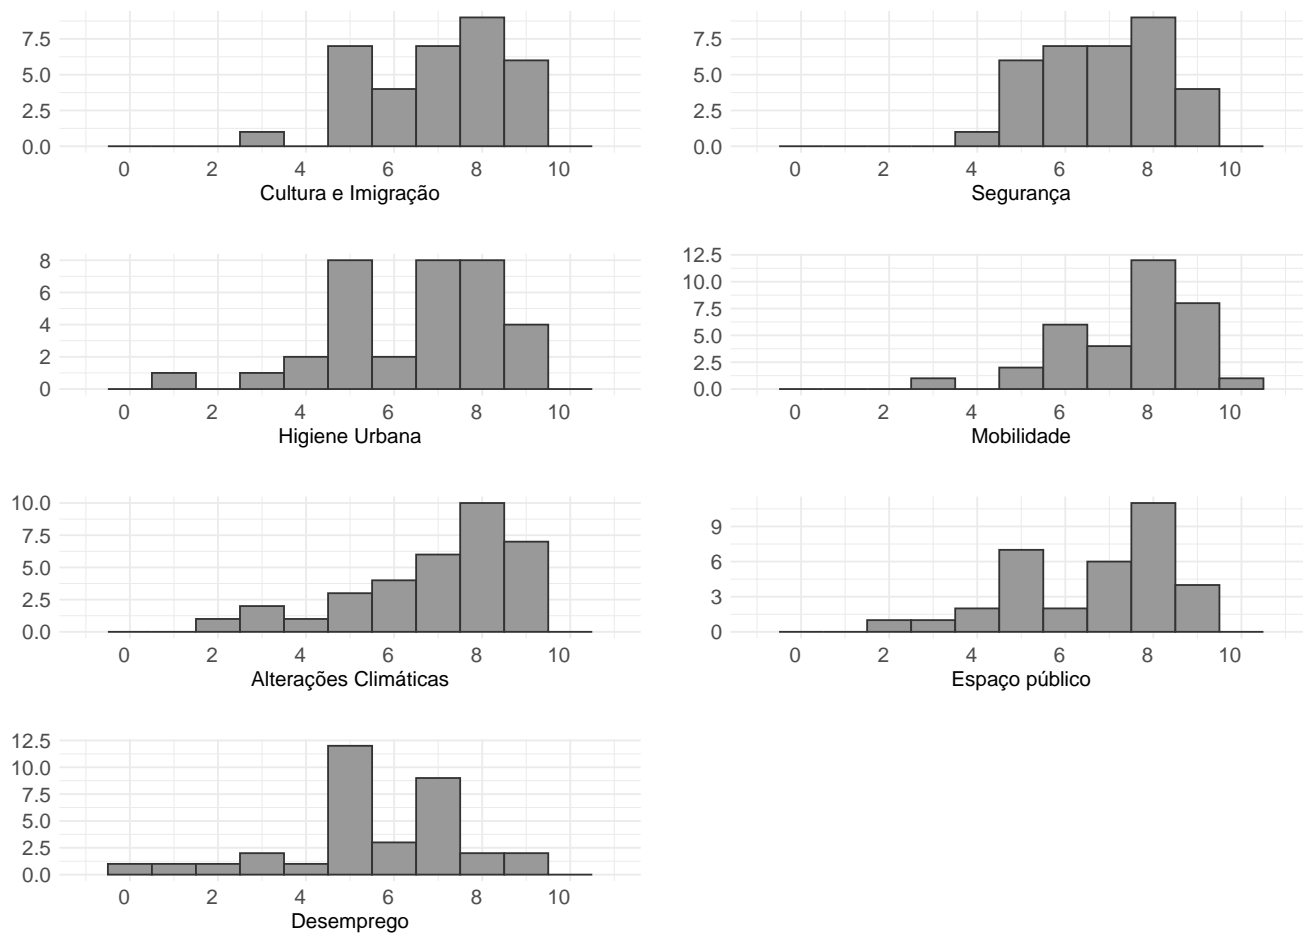 7.5
5.0
2.5
0.0
0 2 4 6 8 10
Cultura e Imigração
7.5
5.0
2.5
0.0
0 2 4 6 8 10
Segurança
8
6
4
2
0
0 2 4 6 8 10
Higiene Urbana
12.5
10.0
7.5
5.0
2.5
0.0
0 2 4 6 8 10
Mobilidade
10.0
7.5
5.0
2.5
0.0
0 2 4 6 8 10
Alterações Climáticas
9
6
3
0
0 2 4 6 8 10
Espaço público
12.5
10.0
7.5
5.0
2.5
0.0
0 2 4 6 8 10
Desemprego